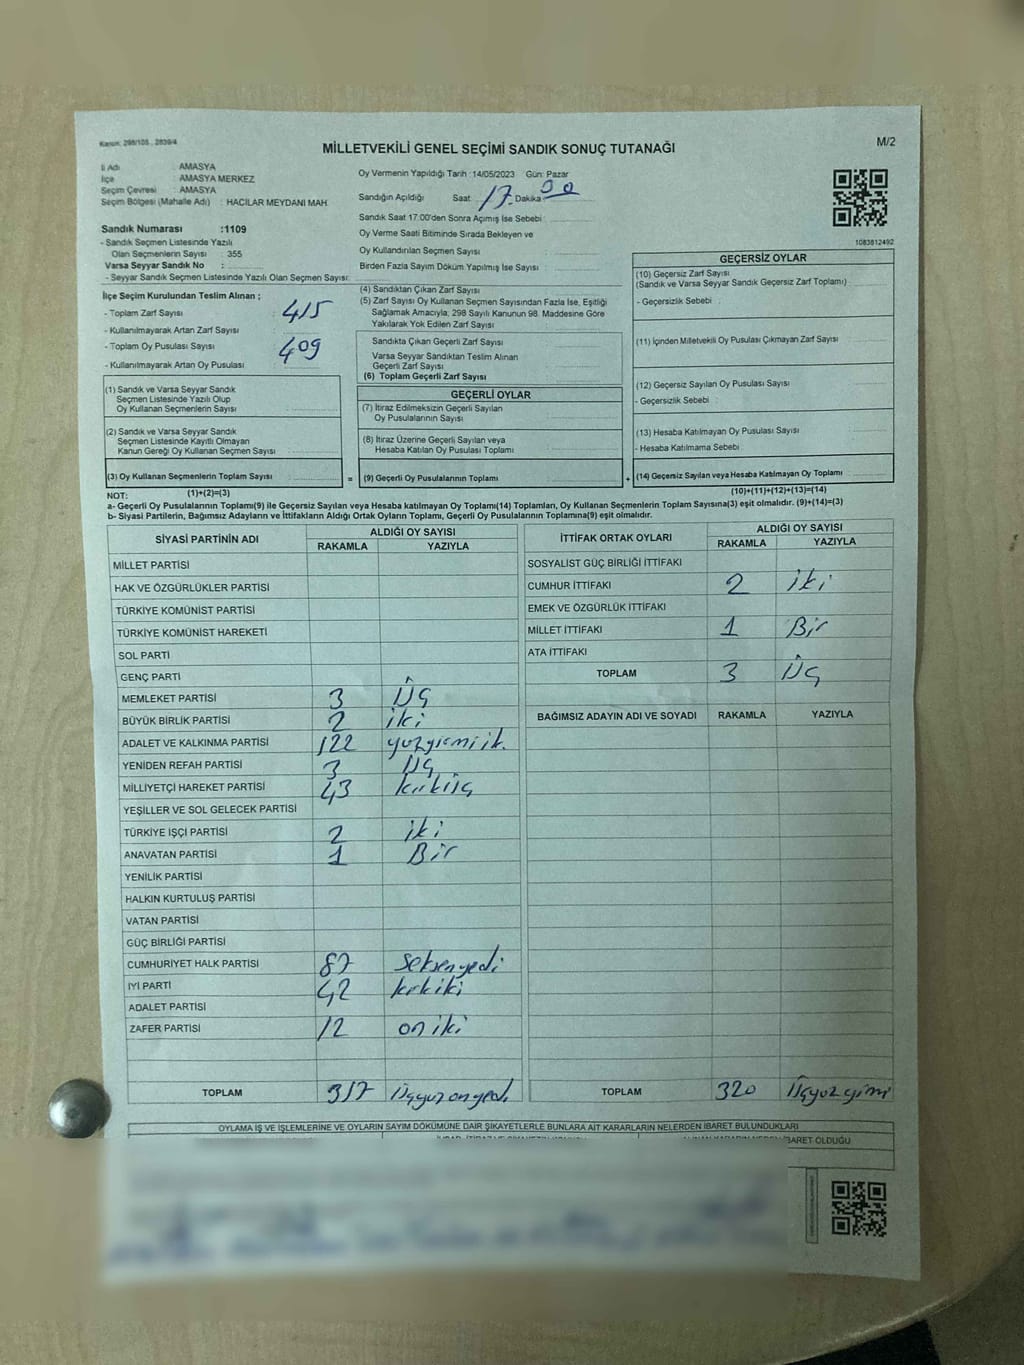 Kanun: 298/105 , 2839/4
MİLLETVEKİLİ GENEL SEÇİMİ SANDIK SONUÇ TUTANAĞI
M/2
İl Adı : AMASYA
İlçe : AMASYA MERKEZ
Seçim Çevresi : AMASYA
Seçim Bölgesi (Mahalle Adı) : HACILAR MEYDANI MAH
Sandık Numarası :1109
- Sandık Seçmen Listesinde Yazılı
Olan Seçmenlerin Sayısı : 355
Varsa Seyyar Sandık No :
- Seyyar Sandık Seçmen Listesinde Yazılı Olan Seçmen Sayısı:
Oy Vermenin Yapıldığı Tarih : 14/05/2023 Gün: Pazar
Sandığın Açıldığı Saat 17 Dakika 00
Sandık Saat 17:00'den Sonra Açımış İse Sebebi :
Oy Verme Saati Bitiminde Sırada Bekleyen ve
Oy Kullandırılan Seçmen Sayısı :
Birden Fazla Sayım Döküm Yapılmış İse Sayısı :
1083812492
İlçe Seçim Kurulundan Teslim Alınan ;
- Toplam Zarf Sayısı : 415
- Kullanılmayarak Artan Zarf Sayısı :
- Toplam Oy Pusulası Sayısı : 409
- Kullanılmayarak Artan Oy Pusulası :
(4) Sandıktan Çıkan Zarf Sayısı :
(5) Zarf Sayısı Oy Kullanan Seçmen Sayısından Fazla İse, Eşitliği
Sağlamak Amacıyla; 298 Sayılı Kanunun 98. Maddesine Göre
Yakılarak Yok Edilen Zarf Sayısı :
Sandıkta Çıkan Geçerli Zarf Sayısı :
Varsa Seyyar Sandıktan Teslim Alınan
Geçerli Zarf Sayısı :
(6) Toplam Geçerli Zarf Sayısı :
GEÇERSİZ OYLAR
(10) Geçersiz Zarf Sayısı :
(Sandık ve Varsa Seyyar Sandık Geçersiz Zarf Toplamı)
- Geçersizlik Sebebi :
(11) İçinden Milletvekili Oy Pusulası Çıkmayan Zarf Sayısı :
(12) Geçersiz Sayılan Oy Pusulası Sayısı :
- Geçersizlik Sebebi :
(13) Hesaba Katılmayan Oy Pusulası Sayısı :
- Hesaba Katılmama Sebebi :
(14) Geçersiz Sayılan veya Hesaba Katılmayan Oy Toplamı
(1) Sandık ve Varsa Seyyar Sandık
Seçmen Listesinde Yazılı Olup
Oy Kullanan Seçmenlerin Sayısı :
(2) Sandık ve Varsa Seyyar Sandık
Seçmen Listesinde Kayıtlı Olmayan
Kanun Gereği Oy Kullanan Seçmen Sayısı :
(3) Oy Kullanan Seçmenlerin Toplam Sayısı :
=
GEÇERLİ OYLAR
(7) İtiraz Edilmeksizin Geçerli Sayılan
Oy Pusulalarının Sayısı :
(8) İtiraz Üzerine Geçerli Sayılan veya
Hesaba Katılan Oy Pusulası Toplamı :
(9) Geçerli Oy Pusulalarının Toplamı :
+
NOT: (1)+(2)=(3)
(10)+(11)+(12)+(13)=(14)
a- Geçerli Oy Pusulasının Toplamı(9) ile Geçersiz Sayılan veya Hesaba katılmayan Oy Toplamı(14) Toplamları, Oy Kullanan Seçmenlerin Toplam Sayısına(3) eşit olmalıdır. (9)+(14)=(3)
b- Siyasi Partilerin, Bağımsız Adayların ve İttifakların Aldığı Ortak Oyların Toplamı, Geçerli Oy Pusulalarının Toplamına(9) eşit olmalıdır.
SİYASİ PARTİNİN ADI ALDIĞI OY SAYISI
RAKAMLA YAZIYLA
MİLLET PARTİSİ
HAK VE ÖZGÜRLÜKLER PARTİSİ
TÜRKİYE KOMÜNİST PARTİSİ
TÜRKİYE KOMÜNİST HAREKETİ
SOL PARTİ
GENÇ PARTİ
MEMLEKET PARTİSİ 3 Üç
BÜYÜK BİRLİK PARTİSİ 2 iki
ADALET VE KALKINMA PARTİSİ 122 yüzyirmi ik.
YENİDEN REFAH PARTİSİ 3 Üç
MİLLİYETÇİ HAREKET PARTİSİ 43 kırküç
YEŞİLLER VE SOL GELECEK PARTİSİ
TÜRKİYE İŞÇİ PARTİSİ 2 iki
ANAVATAN PARTİSİ 1 Bir
YENİLİK PARTİSİ
HALKIN KURTULUŞ PARTİSİ
VATAN PARTİSİ
GÜÇ BİRLİĞİ PARTİSİ
CUMHURİYET HALK PARTİSİ 87 seksenyedi
İYİ PARTİ 42 kırkiki
ADALET PARTİSİ
ZAFER PARTİSİ 12 on iki
TOPLAM 317 Üçyüz onyedi
İTTİFAK ORTAK OYLARI ALDIĞI OY SAYISI
RAKAMLA YAZIYLA
SOSYALİST GÜÇ BİRLİĞİ İTTİFAKI
CUMHUR İTTİFAKI 2 iki
EMEK VE ÖZGÜRLÜK İTTİFAKI
MİLLET İTTİFAKI 1 Bir
ATA İTTİFAKI
TOPLAM 3 Üç
BAĞIMSIZ ADAYIN ADI VE SOYADI RAKAMLA YAZIYLA
TOPLAM 320 Üçyüzyirmi
OYLAMA İŞ VE İŞLEMLERİNE VE OYLARIN SAYIM DÖKÜMÜNE DAİR ŞİKAYETLERLE BUNLARA AİT KARARLARIN NELERDEN İBARET BULUNDUKLARI
İBARET OLDUĞU